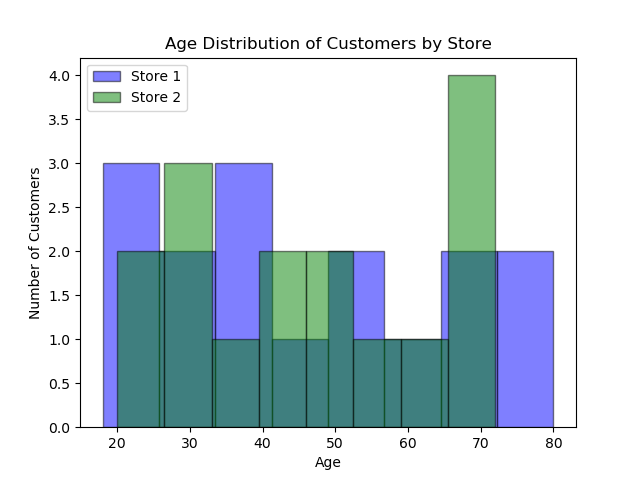 Age Distribution of Customers by Store
Store 1
Store 2
4.0
3.5
3.0
2.5
2.0
1.5
1.0
0.5
0.0
Number of Customers
20 30 40 50 60 70 80
Age